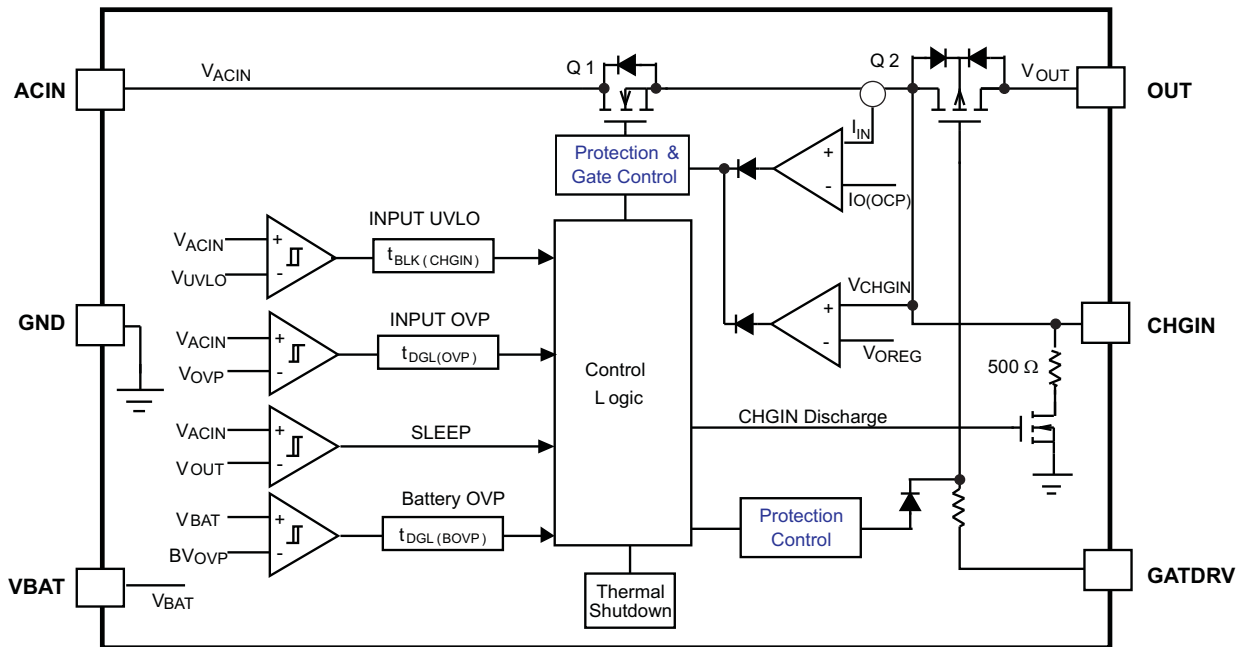 ACIN
VACIN
Q 1
Q 2
VOUT
OUT
Protection &
Gate Control
IIN
+
-
IO(OCP)
INPUT UVLO
VACIN
+
VUVLO
-
tBLK (CHGIN)
GND
INPUT OVP
VACIN
+
VOVP
-
tDGL(OVP)
VCHGIN
+
-
VOREG
CHGIN
500 Ω
Control
Logic
VACIN
+
VOUT
-
SLEEP
CHGIN Discharge
Battery OVP
VBAT
+
BVOVP
-
tDGL (BOVP)
Protection
Control
VBAT
VBAT
Thermal
Shutdown
GATDRV